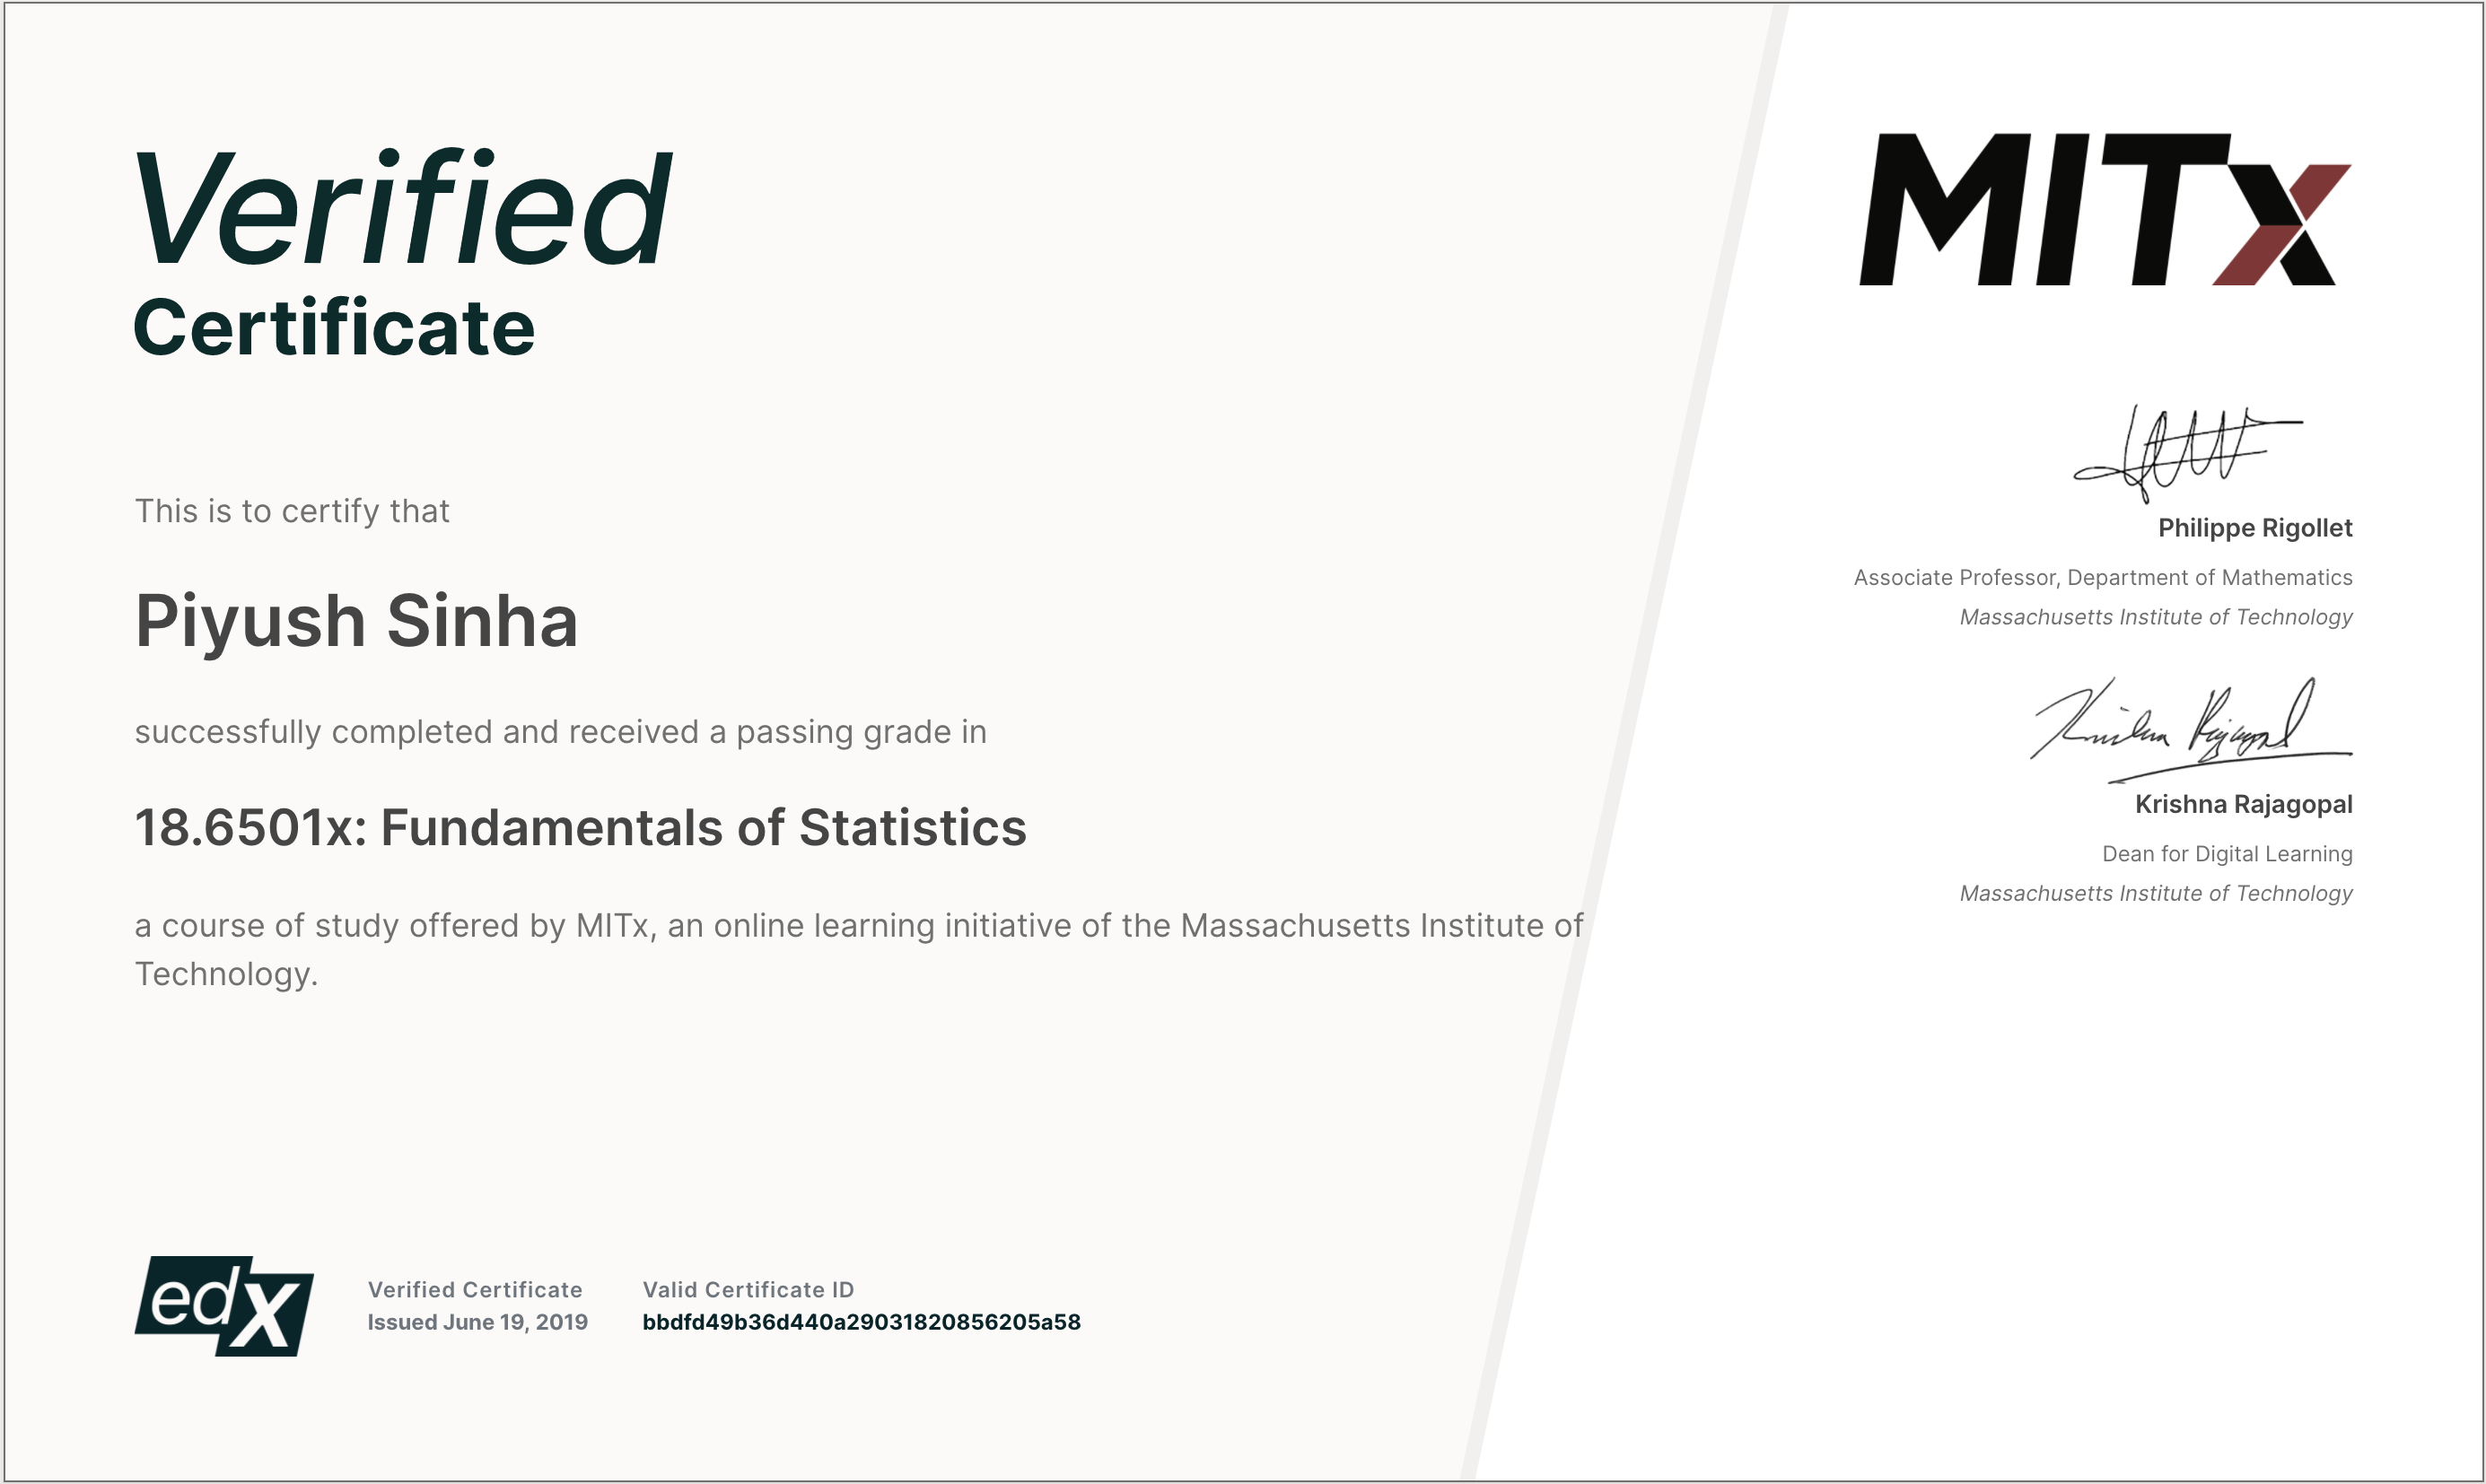 Verified
Certificate
This is to certify that
Piyush Sinha
successfully completed and received a passing grade in
18.6501x: Fundamentals of Statistics
a course of study offered by MITx, an online learning initiative of the Massachusetts Institute of
Technology.
edX
Verified Certificate
Issued June 19, 2019
Valid Certificate ID
bbdfd49b36d440a29031820856205a58
MITx
Philippe Rigollet
Associate Professor, Department of Mathematics
Massachusetts Institute of Technology
Krishna Rajagopal
Krishna Rajagopal
Dean for Digital Learning
Massachusetts Institute of Technology